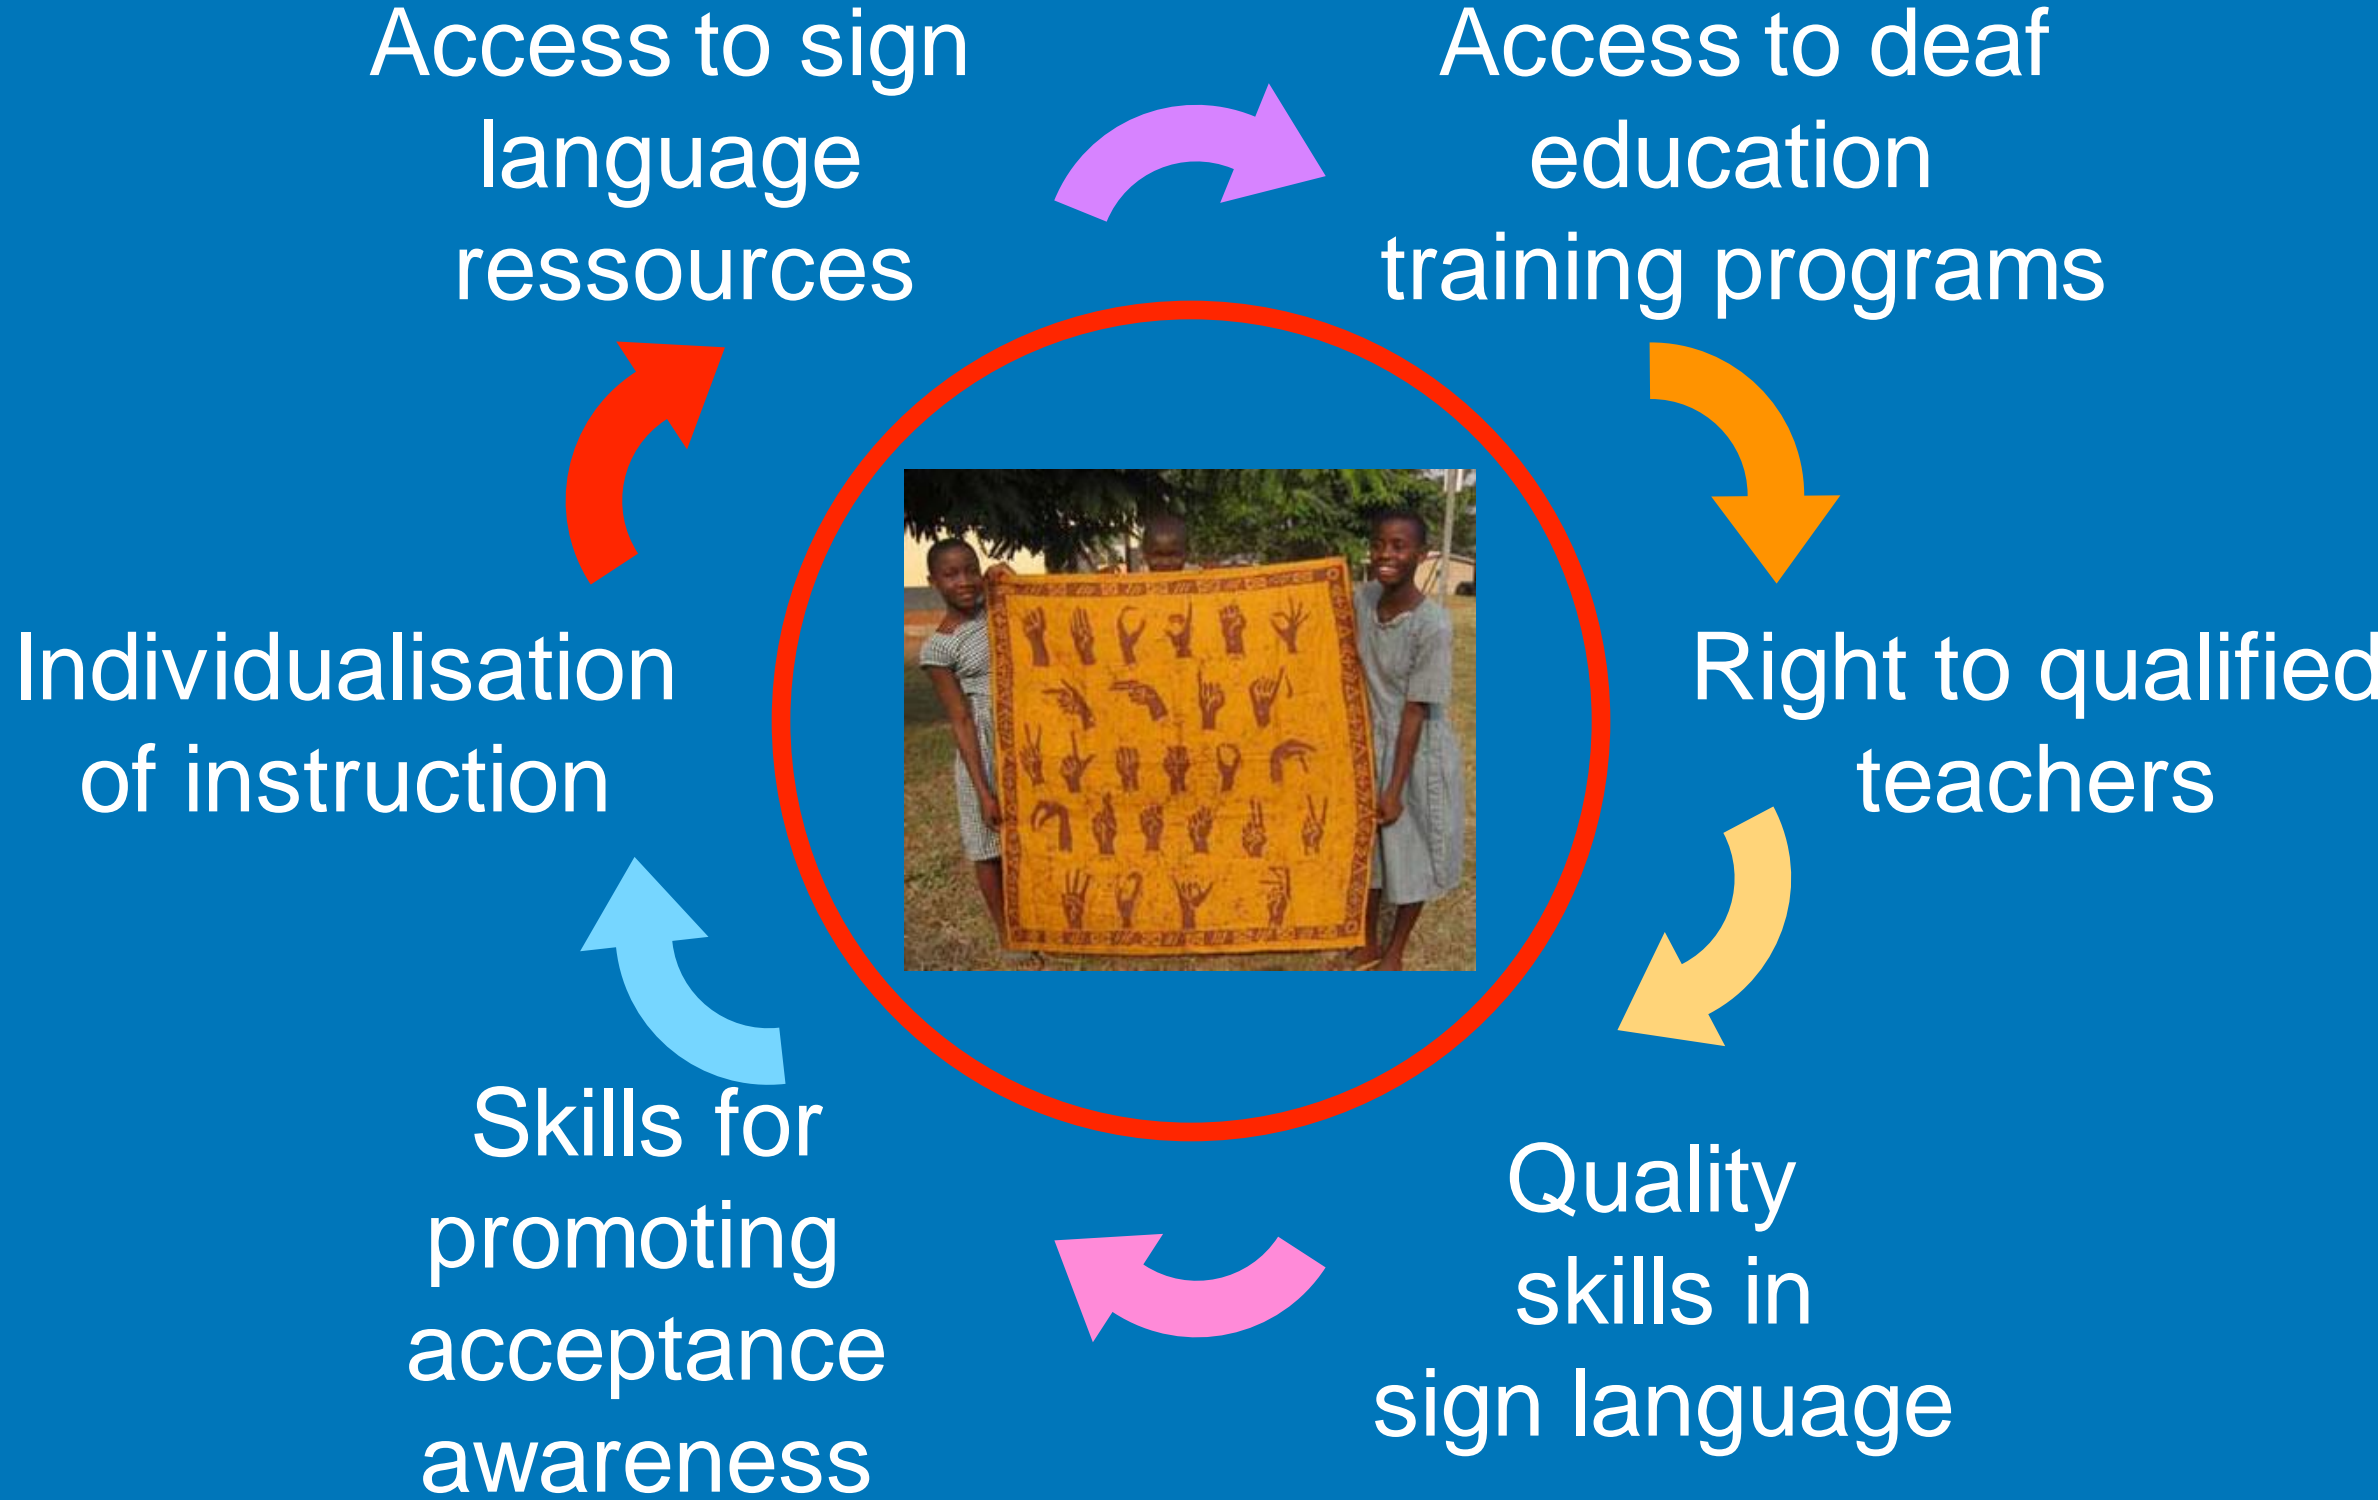 Access to sign
language
ressources
Access to deaf
education
training programs
Right to qualified
teachers
Quality
skills in
sign language
Skills for
promoting
acceptance
awareness
Individualisation
of instruction